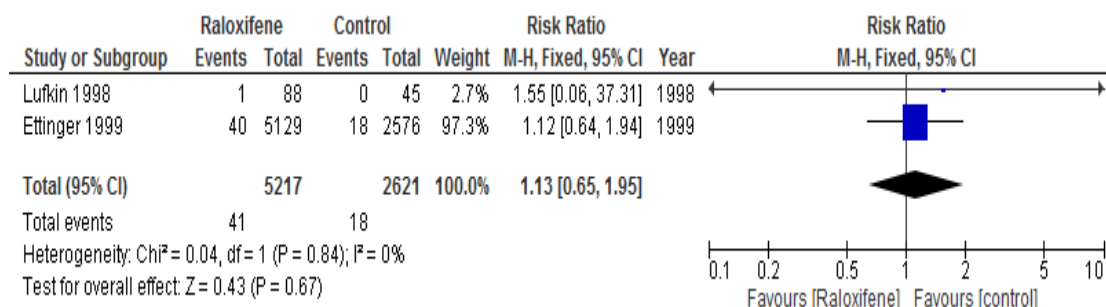 Raloxifene Control Risk Ratio Risk Ratio
Study or Subgroup Events Total Events Total Weight M-H, Fixed, 95% CI Year M-H, Fixed, 95% CI
Lufkin 1998 1 88 0 45 2.7% 1.55 [0.06, 37.31] 1998
Ettinger 1999 40 5129 18 2576 97.3% 1.12 [0.64, 1.94] 1999
Total (95% CI) 5217 2621 100.0% 1.13 [0.65, 1.95]
Total events 41 18
Heterogeneity: Chi² = 0.04, df = 1 (P = 0.84); I² = 0%
Test for overall effect: Z = 0.43 (P = 0.67)
0.1 0.2 0.5 1 2 5 10
Favours [Raloxifene] Favours [control]